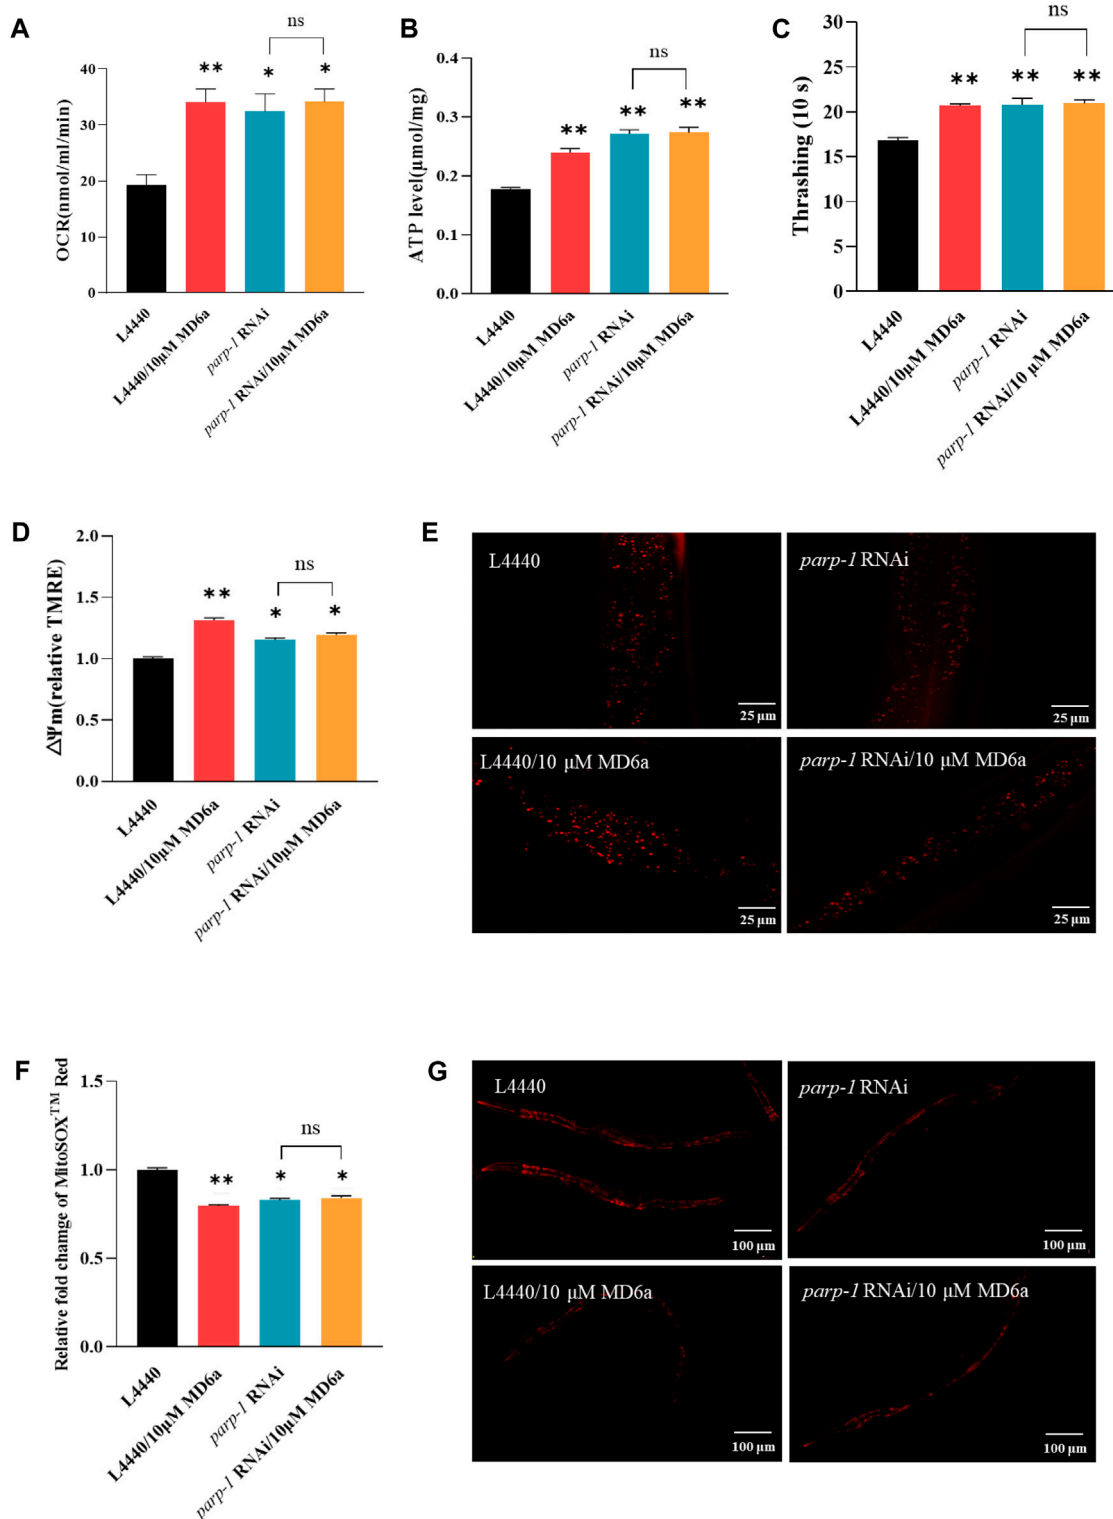 A
OCR(nmol/ml/min)
40
30
20
10
0
**
*
*
ns
L4440
L4440/10μM MD6a
parp-1 RNAi
parp-1 RNAi/10μM MD6a
B
ATP level(μmol/mg)
0.4
0.3
0.2
0.1
0.0
**
**
**
ns
L4440
L4440/10μM MD6a
parp-1 RNAi
parp-1 RNAi/10μM MD6a
C
Thrashing (10 s)
30
25
20
15
10
5
0
**
**
**
ns
L4440
L4440/10μM MD6a
parp-1 RNAi
parp-1 RNAi/10 μM MD6a
D
ΔΨm(relative TMRE)
2.0
1.5
1.0
0.5
0.0
**
*
*
ns
L4440
L4440/10μM MD6a
parp-1 RNAi
parp-1 RNAi/10μM MD6a
E
L4440
25 μm
parp-1 RNAi
25 μm
L4440/10 μM MD6a
25 μm
parp-1 RNAi/10 μM MD6a
25 μm
F
Relative fold chamge of MitoSOX™ Red
1.5
1.0
0.5
0.0
**
*
*
ns
L4440
L4440/10μM MD6a
parp-1 RNAi
parp-1 RNAi/10μM MD6a
G
L4440
100 μm
parp-1 RNAi
100 μm
L4440/10 μM MD6a
100 μm
parp-1 RNAi/10 μM MD6a
100 μm